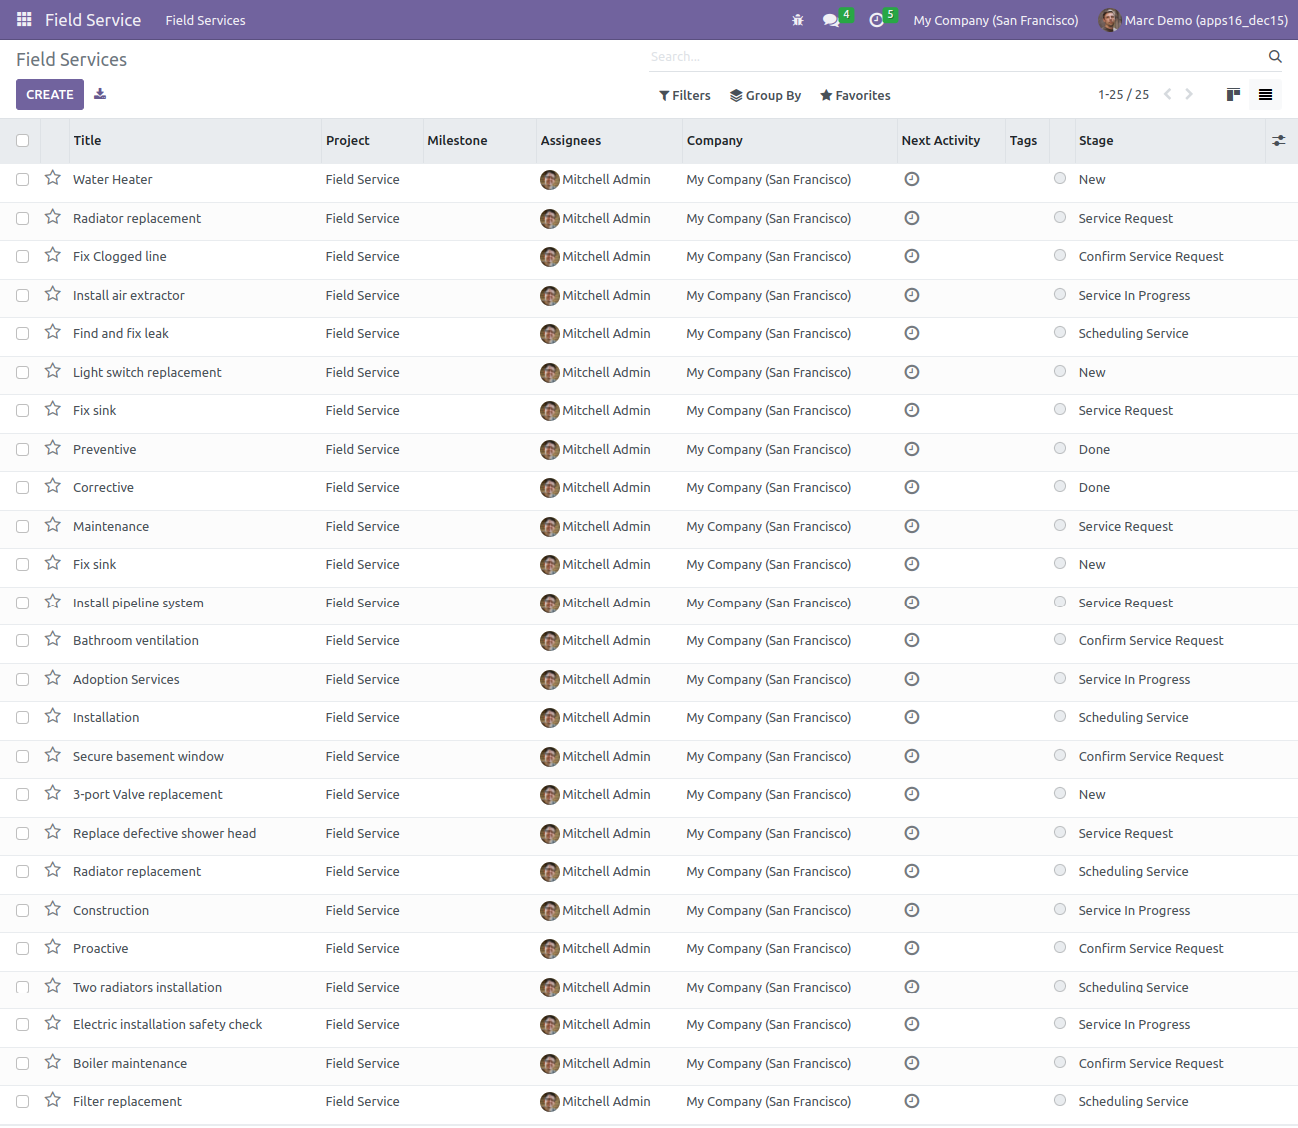 Field Service Field Services 4 5 My Company (San Francisco) Marc Demo (apps16_dec15)
Field Services Search...
CREATE Filters Group By Favorites 1-25 / 25
Title Project Milestone Assignees Company Next Activity Tags Stage
Water Heater Field Service Mitchell Admin My Company (San Francisco) New
Radiator replacement Field Service Mitchell Admin My Company (San Francisco) Service Request
Fix Clogged line Field Service Mitchell Admin My Company (San Francisco) Confirm Service Request
Install air extractor Field Service Mitchell Admin My Company (San Francisco) Service In Progress
Find and fix leak Field Service Mitchell Admin My Company (San Francisco) Scheduling Service
Light switch replacement Field Service Mitchell Admin My Company (San Francisco) New
Fix sink Field Service Mitchell Admin My Company (San Francisco) Service Request
Preventive Field Service Mitchell Admin My Company (San Francisco) Done
Corrective Field Service Mitchell Admin My Company (San Francisco) Done
Maintenance Field Service Mitchell Admin My Company (San Francisco) Service Request
Fix sink Field Service Mitchell Admin My Company (San Francisco) New
Install pipeline system Field Service Mitchell Admin My Company (San Francisco) Service Request
Bathroom ventilation Field Service Mitchell Admin My Company (San Francisco) Confirm Service Request
Adoption Services Field Service Mitchell Admin My Company (San Francisco) Service In Progress
Installation Field Service Mitchell Admin My Company (San Francisco) Scheduling Service
Secure basement window Field Service Mitchell Admin My Company (San Francisco) Confirm Service Request
3-port Valve replacement Field Service Mitchell Admin My Company (San Francisco) New
Replace defective shower head Field Service Mitchell Admin My Company (San Francisco) Service Request
Radiator replacement Field Service Mitchell Admin My Company (San Francisco) Scheduling Service
Construction Field Service Mitchell Admin My Company (San Francisco) Service In Progress
Proactive Field Service Mitchell Admin My Company (San Francisco) Confirm Service Request
Two radiators installation Field Service Mitchell Admin My Company (San Francisco) Scheduling Service
Electric installation safety check Field Service Mitchell Admin My Company (San Francisco) Service In Progress
Boiler maintenance Field Service Mitchell Admin My Company (San Francisco) Confirm Service Request
Filter replacement Field Service Mitchell Admin My Company (San Francisco) Scheduling Service